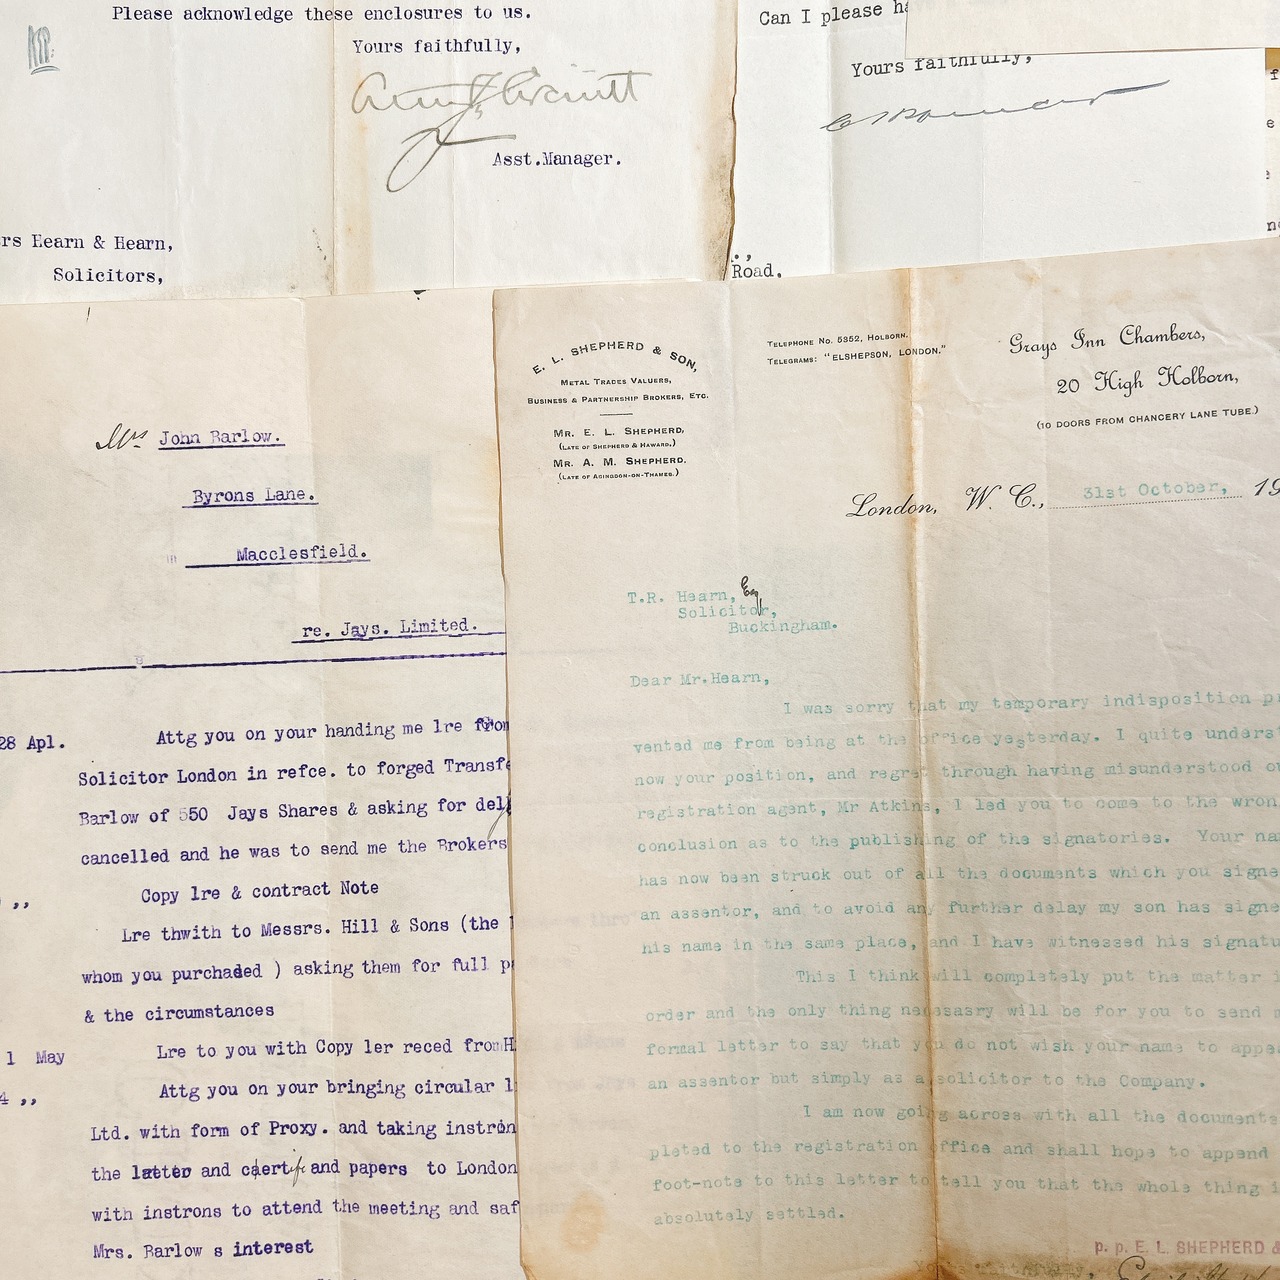 Please acknowledge these enclosures to us.
Yours faithfully,
Asst.Manager.
rs Hearn & Hearn,
Solicitors,
Can I please ha
Yours faithfully,
Road.
Mrs John Barlow.
Byrons Lane.
Macclesfield.
re. Jays. Limited.
28 Apl. Attg you on your handing me lre from
Solicitor London in refce. to forged Transfe
Barlow of 550 Jays Shares & asking for del
cancelled and he was to send me the Brokers
,, Copy lre & contract Note
Lre thwith to Messrs. Hill & Sons (the
whom you purchaded ) asking them for full p
& the circumstances
1 May Lre to you with Copy ler reced from H
4 ,, Attg you on your bringing circular l
Ltd. with form of Proxy. and taking instron
the latter and certif and papers to London
with instrons to attend the meeting and saf
Mrs. Barlow s interest
E. L. SHEPHERD & SON,
METAL TRADES VALUERS,
BUSINESS & PARTNERSHIP BROKERS, ETC.
MR. E. L. SHEPHERD,
(LATE OF SHEPHERD & HAWARD.)
MR. A. M. SHEPHERD.
(LATE OF ABINGDON-ON-THAMES.)
TELEPHONE NO. 5352, HOLBORN.
TELEGRAMS: "ELSHEPSON, LONDON."
Grays Inn Chambers,
20 High Holborn,
(10 DOORS FROM CHANCERY LANE TUBE.)
London, W. C., 31st October, 19
T.R. Hearn, Esq
Solicitor,
Buckingham.
Dear Mr.Hearn,
I was sorry that my temporary indisposition pr
vented me from being at the office yesterday. I quite underst
now your position, and regret through having misunderstood ou
registration agent, Mr Atkins, I led you to come to the wron
conclusion as to the publishing of the signatories. Your na
has now been struck out of all the documents which you signe
an assentor, and to avoid any further delay my son has signe
his name in the same place, and I have witnessed his signatu
This I think will completely put the matter i
order and the only thing necsasry will be for you to send m
formal letter to say that you do not wish your name to appe
an assentor but simply as a solicitor to the Company.
I am now going across with all the documents
pleted to the registration office and shall hope to append
foot-note to this letter to tell you that the whole thing i
absolutely settled.
p. p. E. L. SHEPHERD &